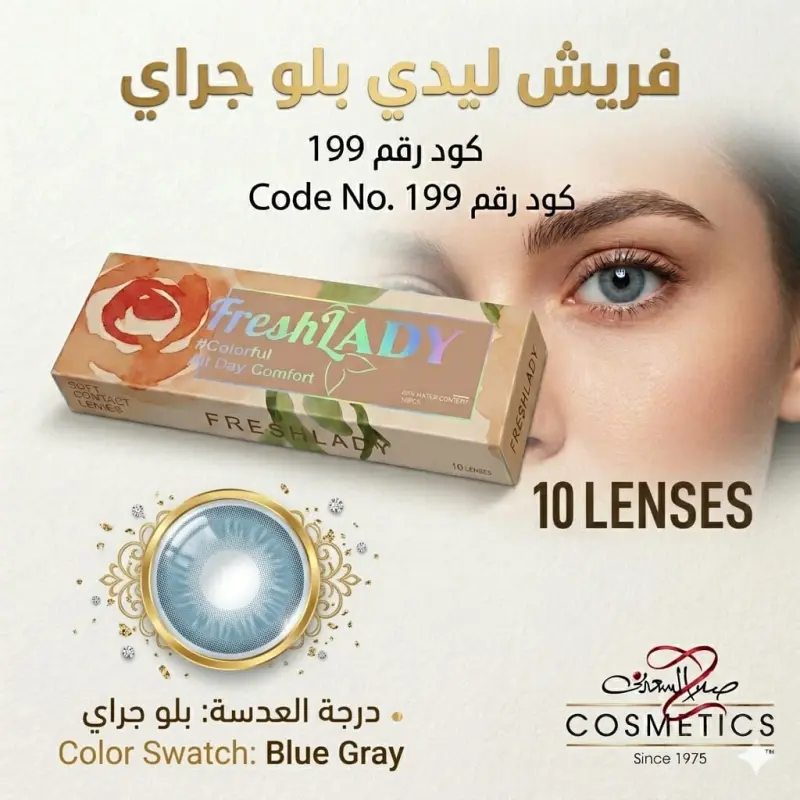 فريش ليدي بلو جراي
كود رقم 199
Code No. 199 كود رقم
FreshLADY
#Colorful
All Day Comfort
SOFT
CONTACT
LENSES
FRESHLADY
10 LENSES
FRESHLADY
10 LENSES
درجة العدسة: بلو جراي
Color Swatch: Blue Gray
COSMETICS
Since 1975
TM